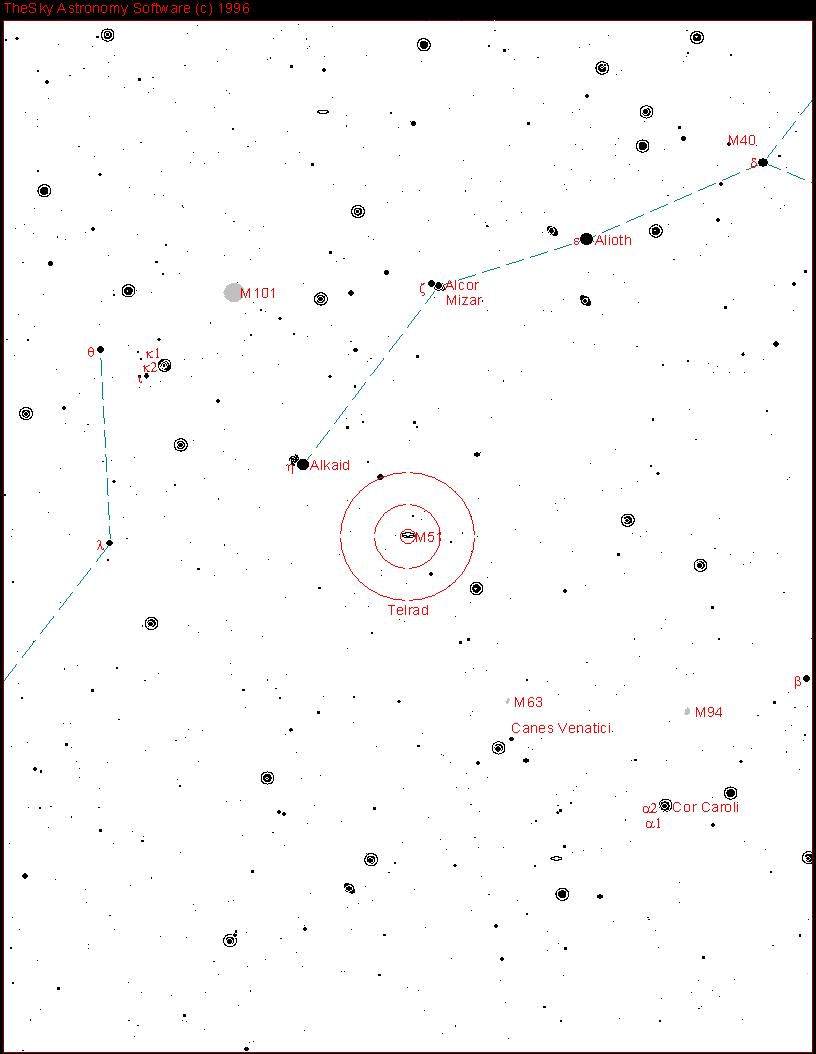 TheSky Astronomy Software (c) 1996
M40
δ
ε Alioth
ζ Alcor
Mizar
M101
θ
κ1
κ2
ι
η Alkaid
M51
λ
Telrad
β
M63
M94
Canes Venatici
α2 Cor Caroli
α1